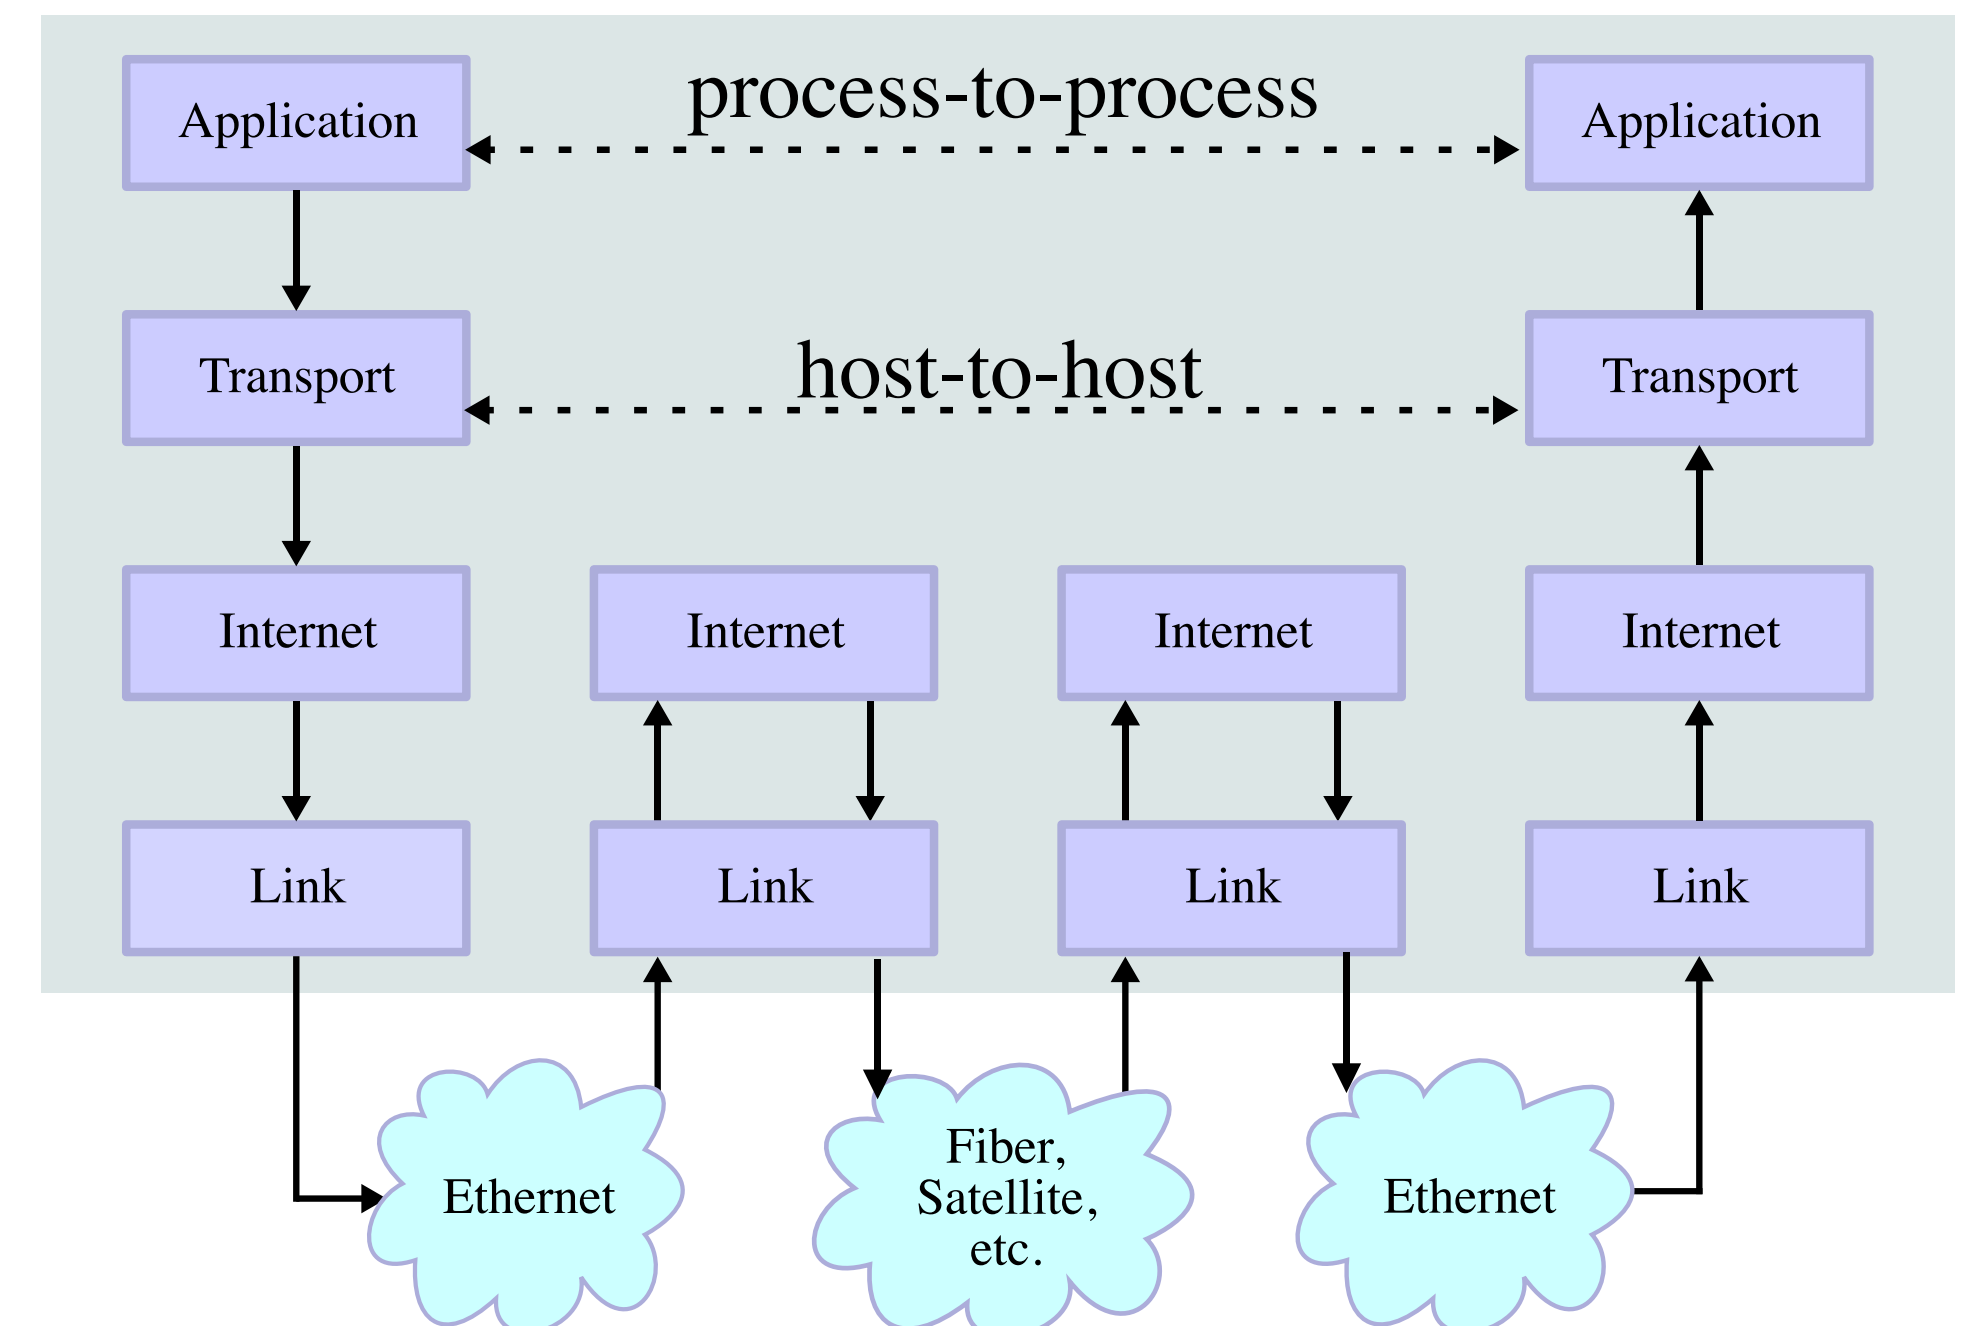 process-to-process
Application
Application
host-to-host
Transport
Transport
Internet
Internet
Internet
Internet
Link
Link
Link
Link
Ethernet
Fiber,
Satellite,
etc.
Ethernet